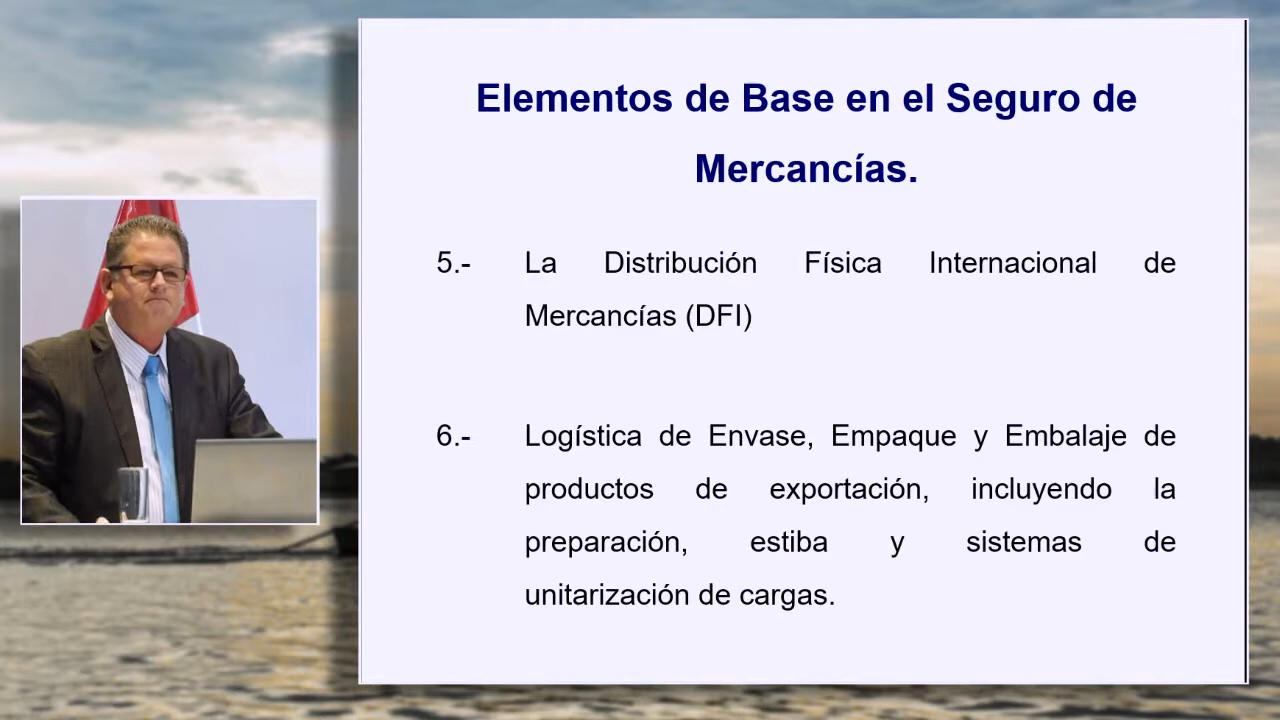 Elementos de Base en el Seguro de
Mercancías.
5.- La Distribución Física Internacional de
Mercancías (DFI)
6.- Logística de Envase, Empaque y Embalaje de
productos de exportación, incluyendo la
preparación, estiba y sistemas de
unitarización de cargas.